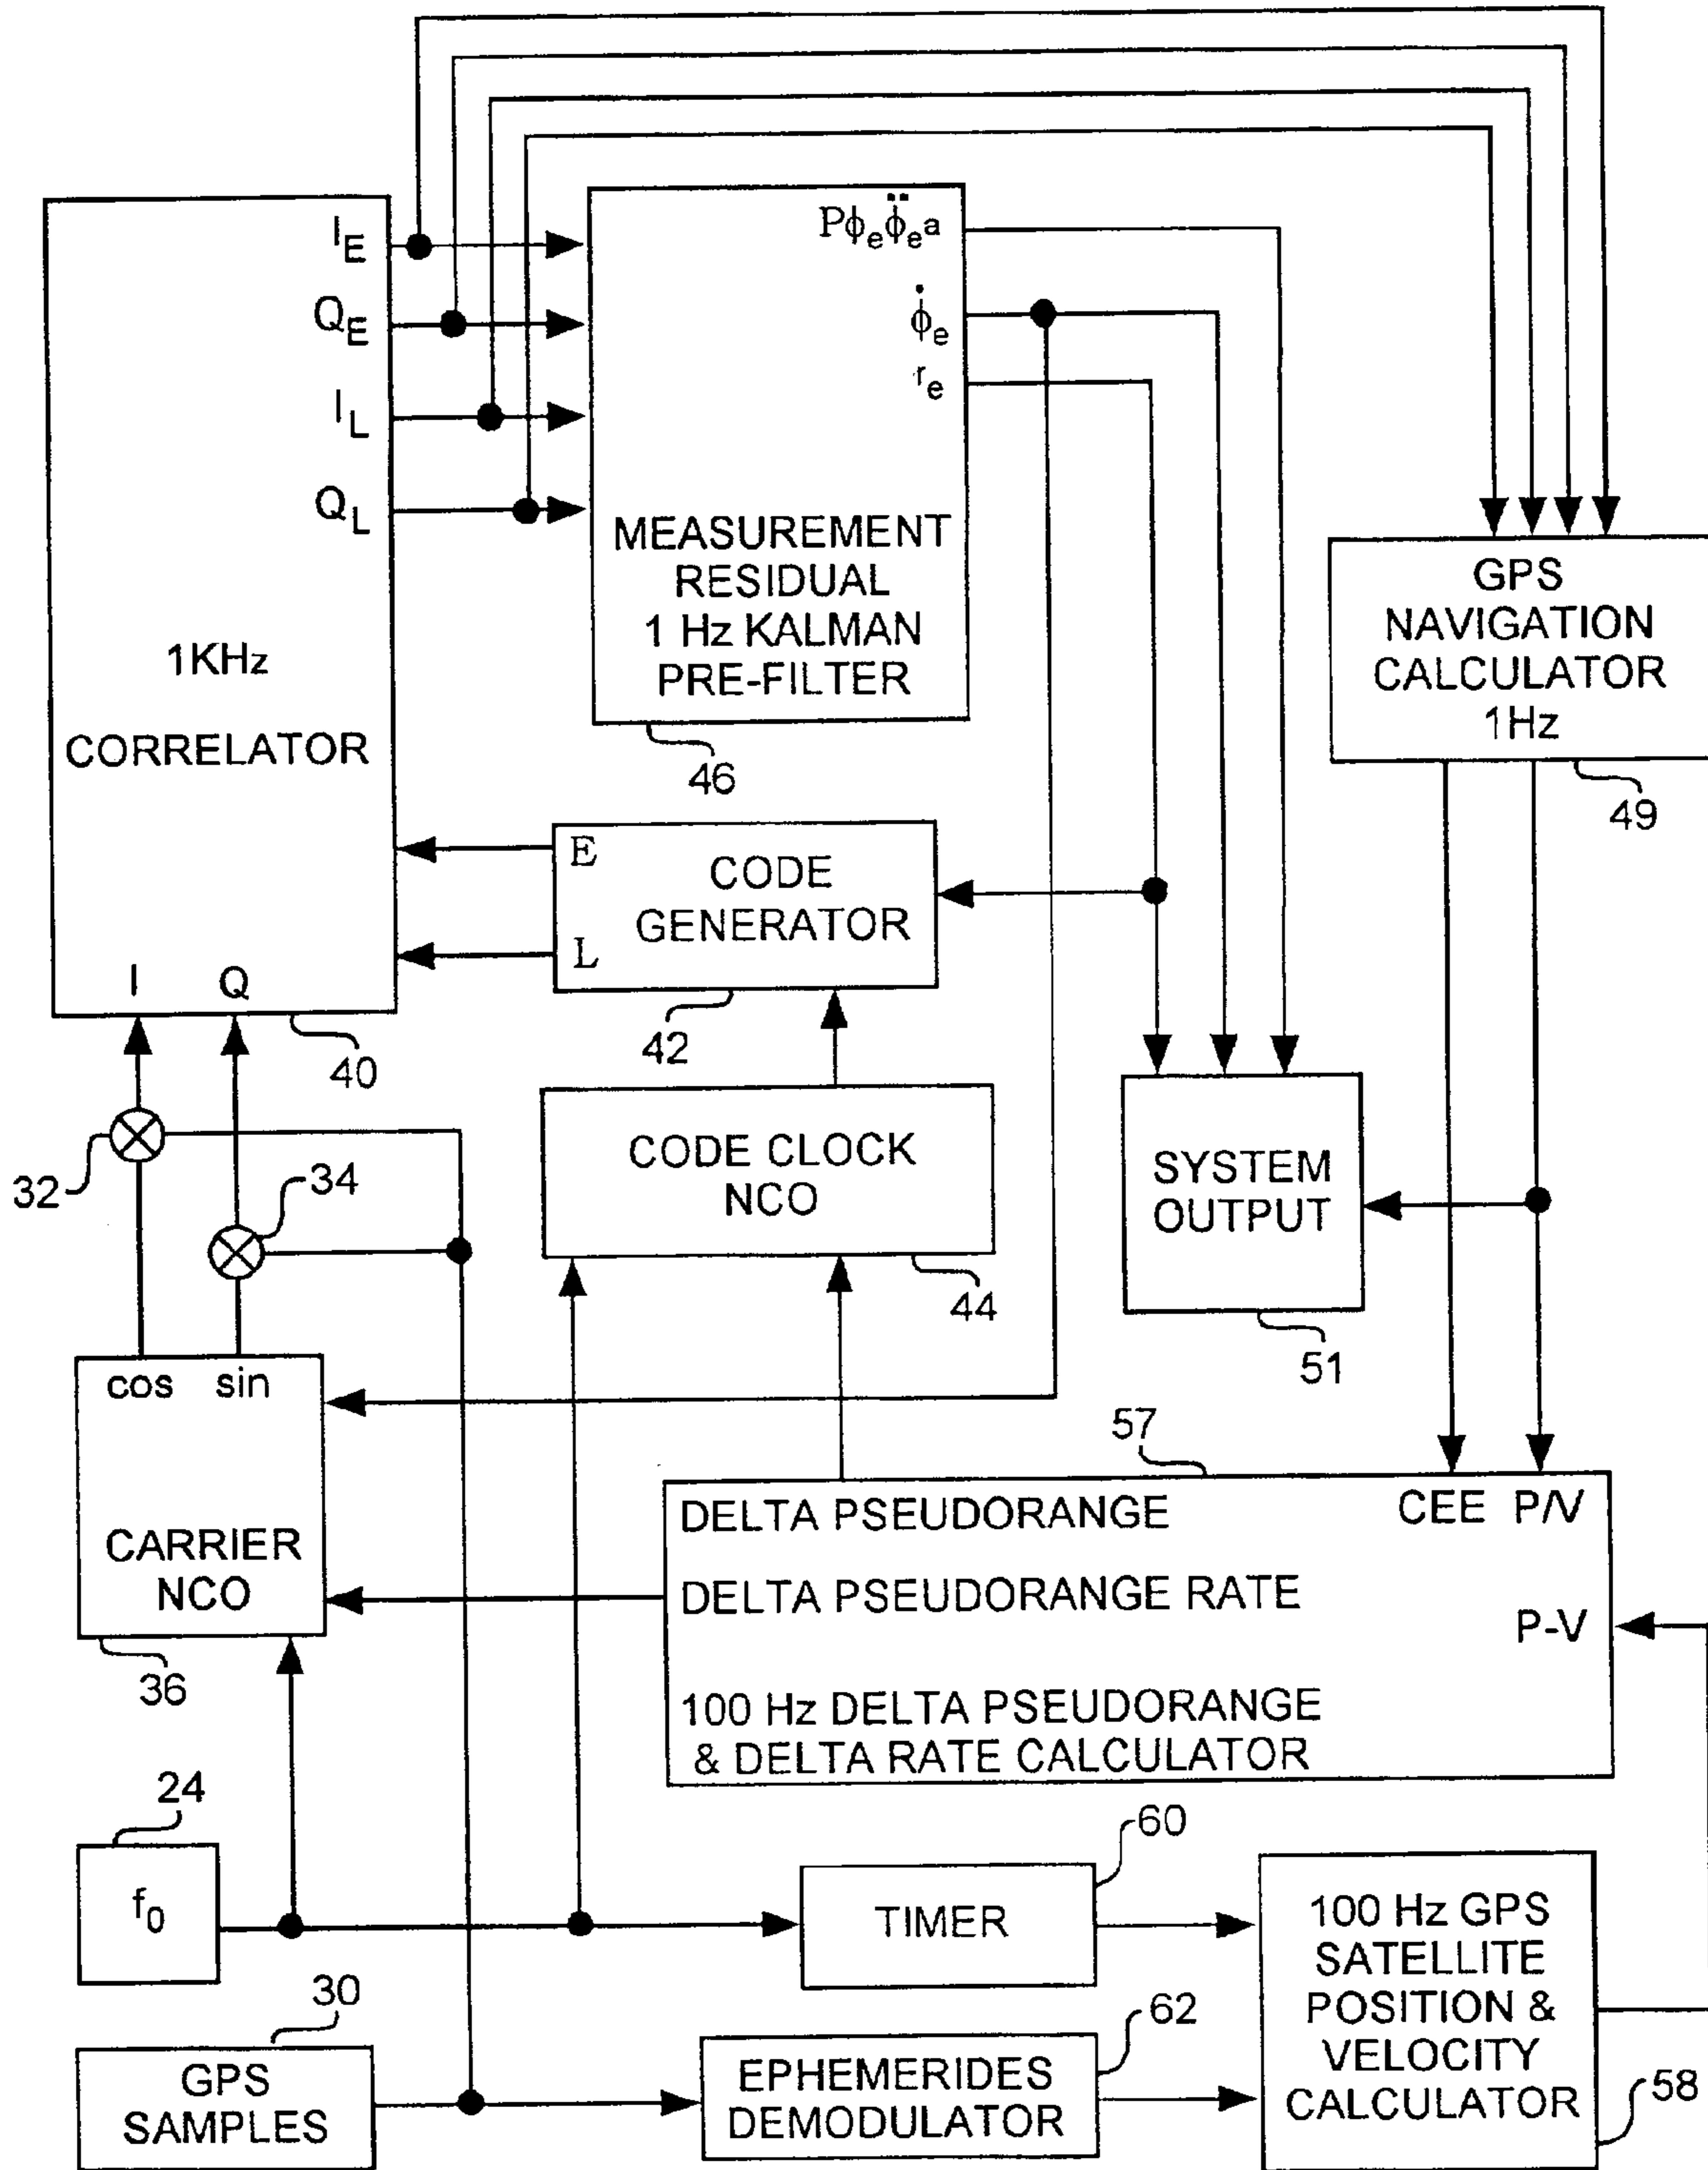 I_E
Q_E
I_L
Q_L
1KHz
CORRELATOR
I Q
40
Pϕ_e ϕ̈_e a
ϕ̇_e
r_e
MEASUREMENT
RESIDUAL
1 Hz KALMAN
PRE-FILTER
46
GPS
NAVIGATION
CALCULATOR
1Hz
49
E
L
CODE
GENERATOR
42
32
34
CODE CLOCK
NCO
44
SYSTEM
OUTPUT
51
cos sin
CARRIER
NCO
36
57
DELTA PSEUDORANGE
CEE P/V
DELTA PSEUDORANGE RATE
P-V
100 Hz DELTA PSEUDORANGE
& DELTA RATE CALCULATOR
24
f_0
60
TIMER
100 Hz GPS
SATELLITE
POSITION &
VELOCITY
CALCULATOR
58
30
GPS
SAMPLES
62
EPHEMERIDES
DEMODULATOR